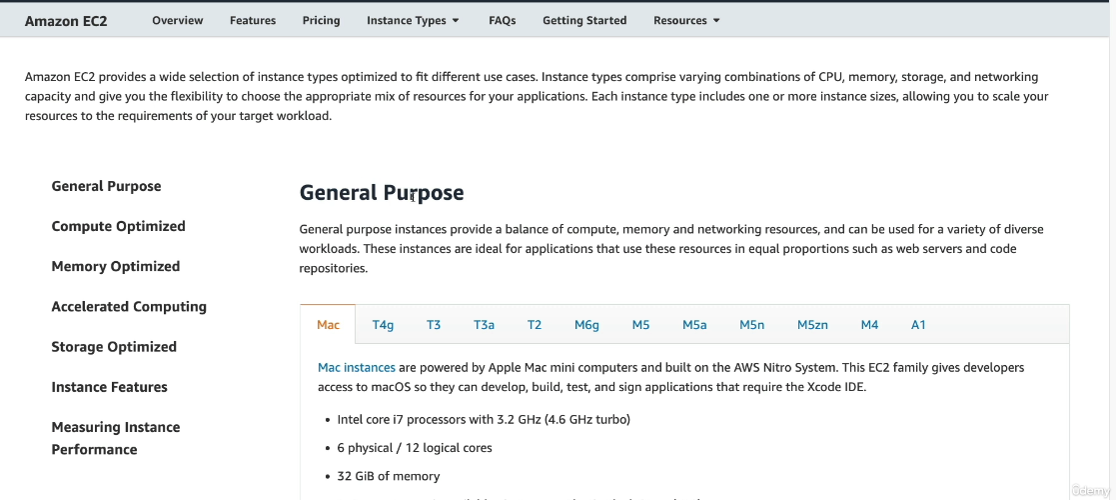 Amazon EC2 Overview Features Pricing Instance Types FAQs Getting Started Resources
Amazon EC2 provides a wide selection of instance types optimized to fit different use cases. Instance types comprise varying combinations of CPU, memory, storage, and networking
capacity and give you the flexibility to choose the appropriate mix of resources for your applications. Each instance type includes one or more instance sizes, allowing you to scale your
resources to the requirements of your target workload.
General Purpose
Compute Optimized
Memory Optimized
Accelerated Computing
Storage Optimized
Instance Features
Measuring Instance
Performance
General Purpose
General purpose instances provide a balance of compute, memory and networking resources, and can be used for a variety of diverse
workloads. These instances are ideal for applications that use these resources in equal proportions such as web servers and code
repositories.
Mac T4g T3 T3a T2 M6g M5 M5a M5n M5zn M4 A1
Mac instances are powered by Apple Mac mini computers and built on the AWS Nitro System. This EC2 family gives developers
access to macOS so they can develop, build, test, and sign applications that require the Xcode IDE.
• Intel core i7 processors with 3.2 GHz (4.6 GHz turbo)
• 6 physical / 12 logical cores
• 32 GiB of memory
ûdemy